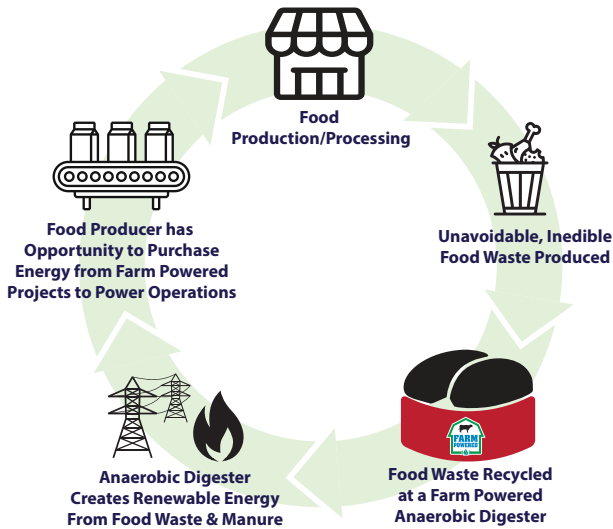 Food
Production/Processing
Unavoidable, Inedible
Food Waste Produced
FARM
POWERED
Food Waste Recycled
at a Farm Powered
Anaerobic Digester
Anaerobic Digester
Creates Renewable Energy
From Food Waste & Manure
Food Producer has
Opportunity to Purchase
Energy from Farm Powered
Projects to Power Operations